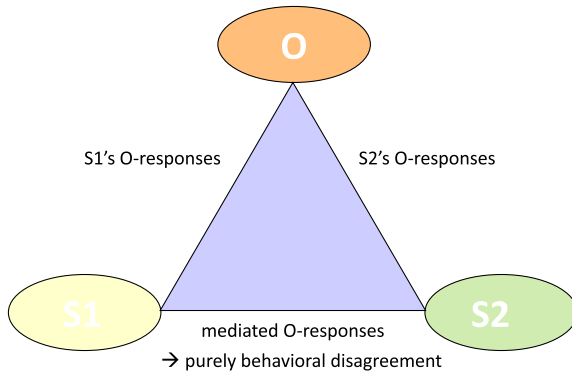 O
S1’s O-responses
S2’s O-responses
S1
S2
mediated O-responses
→ purely behavioral disagreement